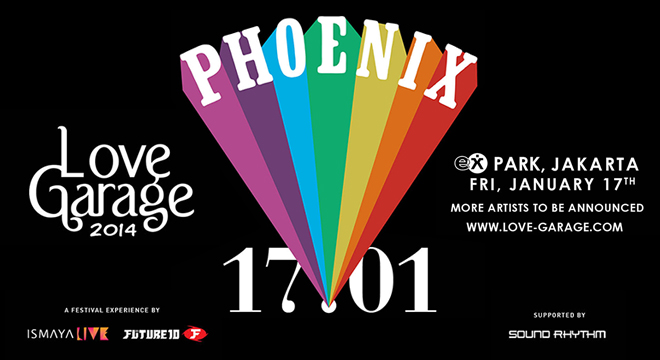 PHOENIX
Love
Garage
2014
ex PARK, JAKARTA
FRI, JANUARY 17TH
MORE ARTISTS TO BE ANNOUNCED
WWW.LOVE-GARAGE.COM
17.01
A FESTIVAL EXPERIENCE BY
ISMAYA LIVE FUTURE10 F
SUPPORTED BY
SOUND RHYTHM